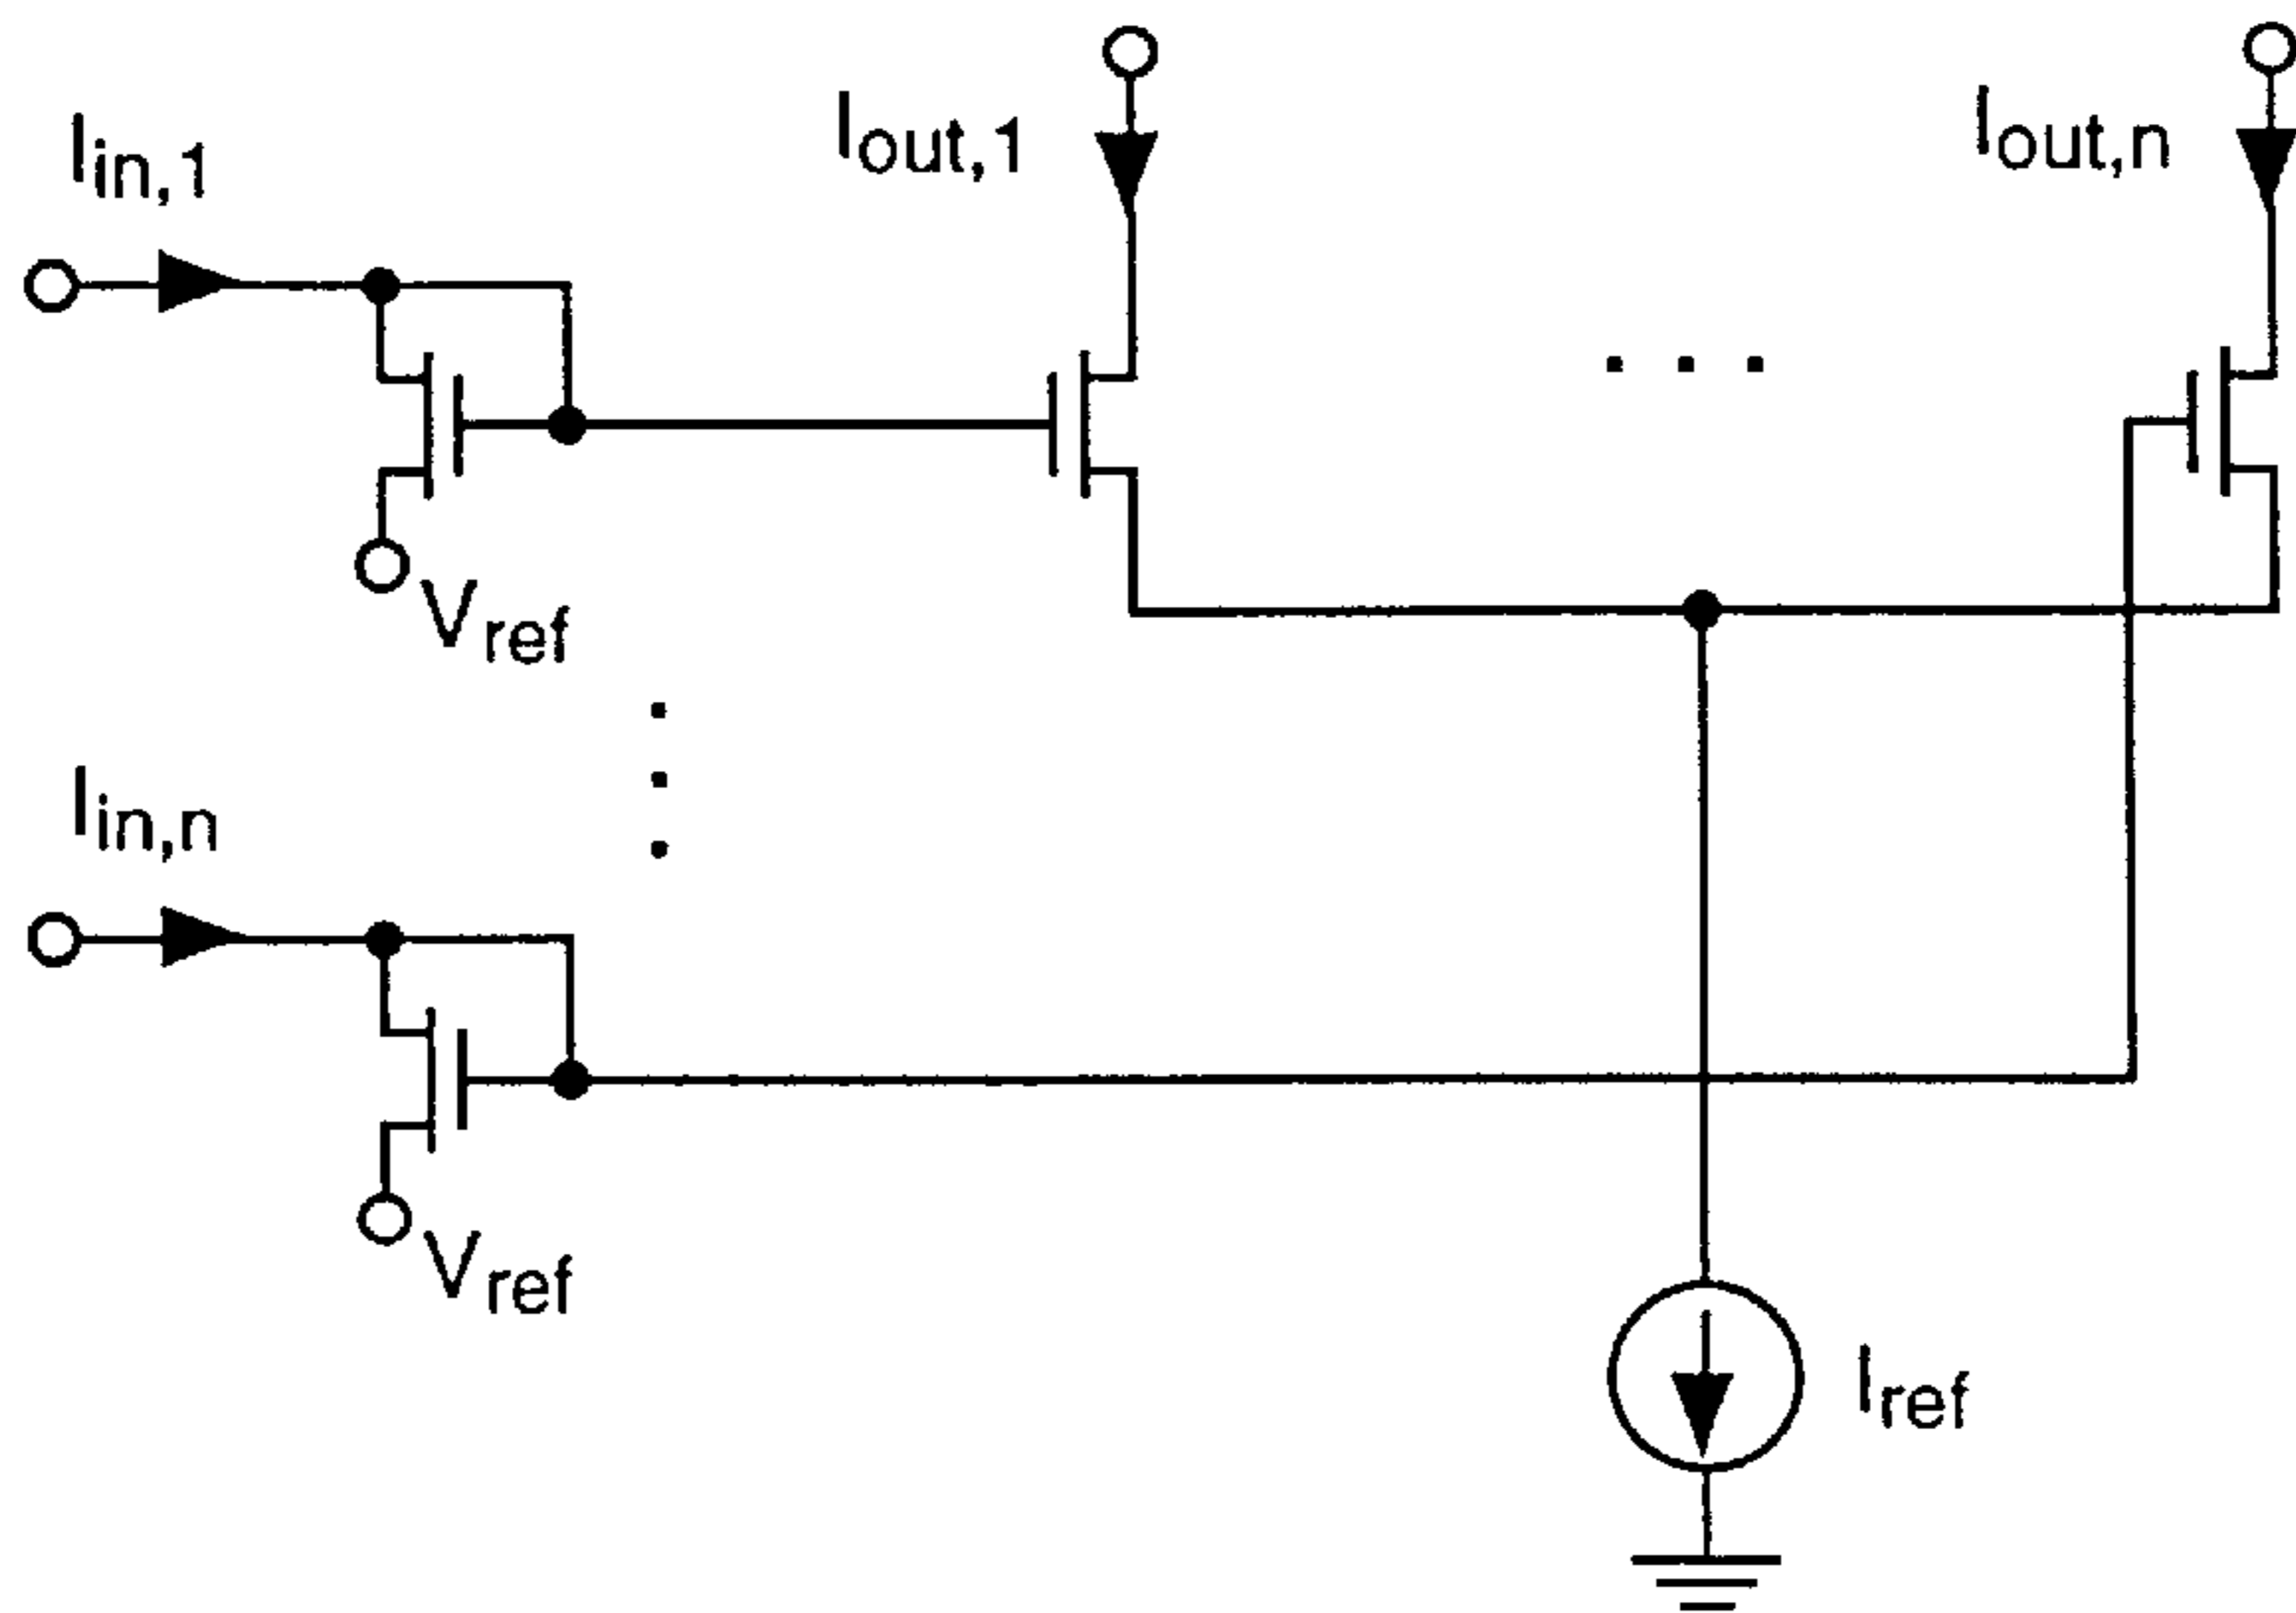 I_in,1
I_out,1
I_out,n
V_ref
I_in,n
V_ref
I_ref